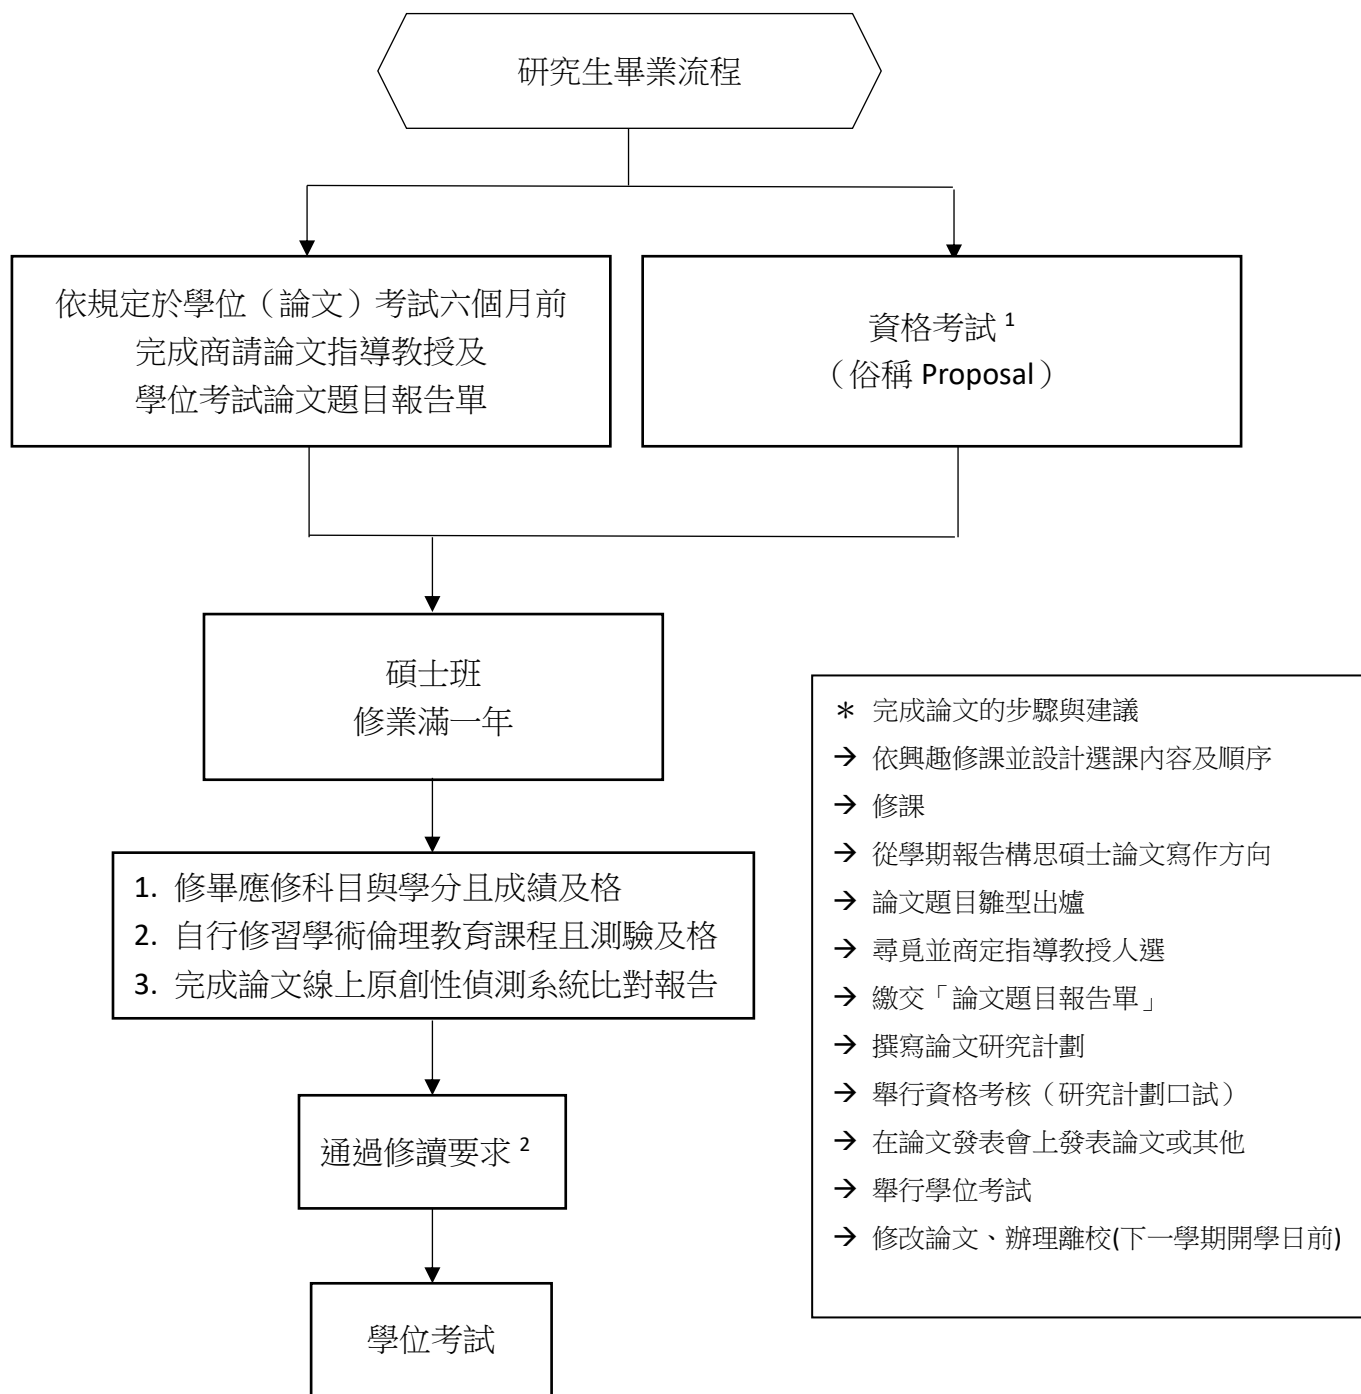 研究生畢業流程
依規定於學位（論文）考試六個月前
完成商請論文指導教授及
學位考試論文題目報告單
資格考試 1
（俗稱 Proposal）
碩士班
修業滿一年
1. 修畢應修科目與學分且成績及格
2. 自行修習學術倫理教育課程且測驗及格
3. 完成論文線上原創性偵測系統比對報告
通過修讀要求 2
學位考試
＊ 完成論文的步驟與建議
→ 依興趣修課並設計選課內容及順序
→ 修課
→ 從學期報告構思碩士論文寫作方向
→ 論文題目雛型出爐
→ 尋覓並商定指導教授人選
→ 繳交「論文題目報告單」
→ 撰寫論文研究計劃
→ 舉行資格考核（研究計劃口試）
→ 在論文發表會上發表論文或其他
→ 舉行學位考試
→ 修改論文、辦理離校(下一學期開學日前)